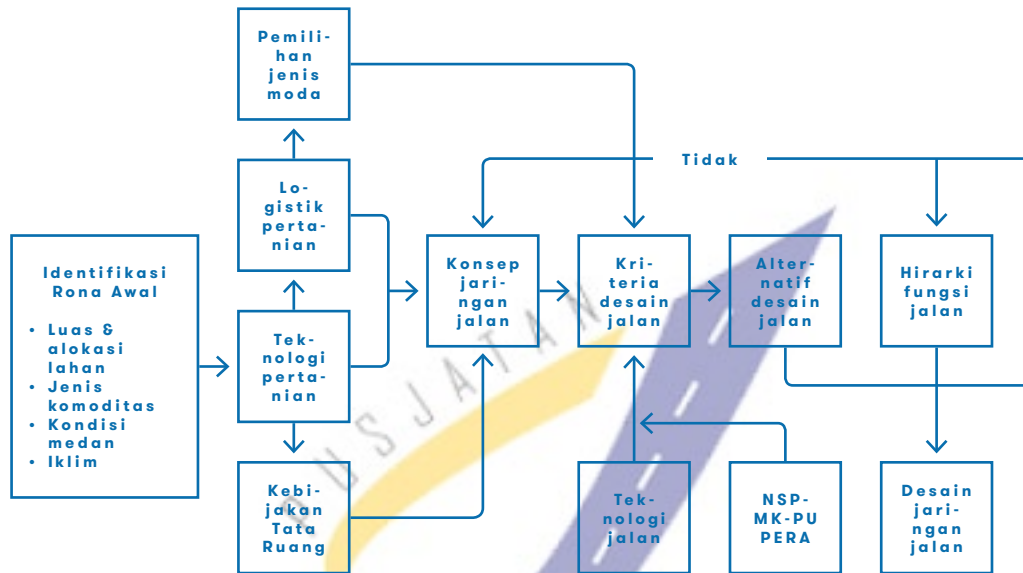 Pemili-
han
jenis
moda
Tidak
Lo-
gistik
perta-
nian
Identifikasi
Rona Awal
• Luas &
alokasi
lahan
• Jenis
komoditas
• Kondisi
medan
• Iklim
Tek-
nologi
pertan-
nian
Konsep
jari-
ngan
jalan
Kri-
teria
desain
jalan
Alter-
natif
desain
jalan
Hirarki
fungsi
jalan
Kebi-
jakan
Tata
Ruang
Tek-
nologi
jalan
NSP-
MK-PU
PERA
Desain
jari-
ngan
jalan
PUSJATAN